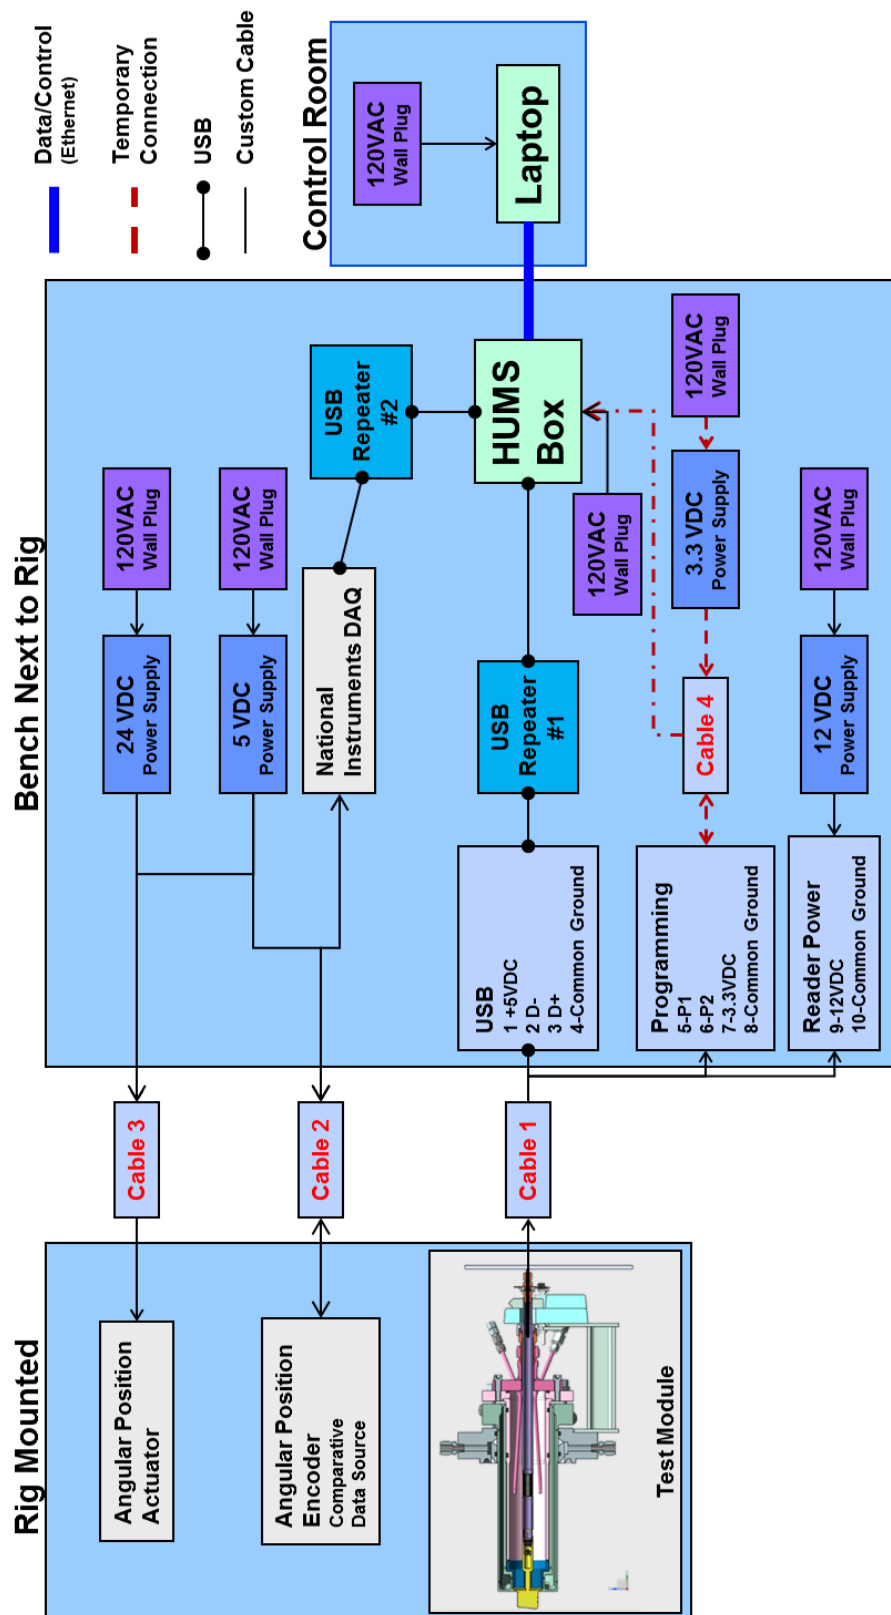 Rig Mounted
Angular Position
Actuator
Angular Position
Encoder
Comparative
Data Source
Test Module
Cable 3
Cable 2
Cable 1
Bench Next to Rig
24 VDC
Power Supply
120VAC
Wall Plug
5 VDC
Power Supply
120VAC
Wall Plug
National
Instruments DAQ
USB
Repeater
#2
USB
1 +5VDC
2 D-
3 D+
4-Common Ground
USB
Repeater
#1
HUMS
Box
120VAC
Wall Plug
Programming
5-P1
6-P2
7-3.3VDC
8-Common Ground
Cable 4
3.3 VDC
Power Supply
120VAC
Wall Plug
Reader Power
9-12VDC
10-Common Ground
12 VDC
Power Supply
120VAC
Wall Plug
Data/Control
(Ethernet)
Temporary
Connection
USB
Custom Cable
Control Room
120VAC
Wall Plug
Laptop